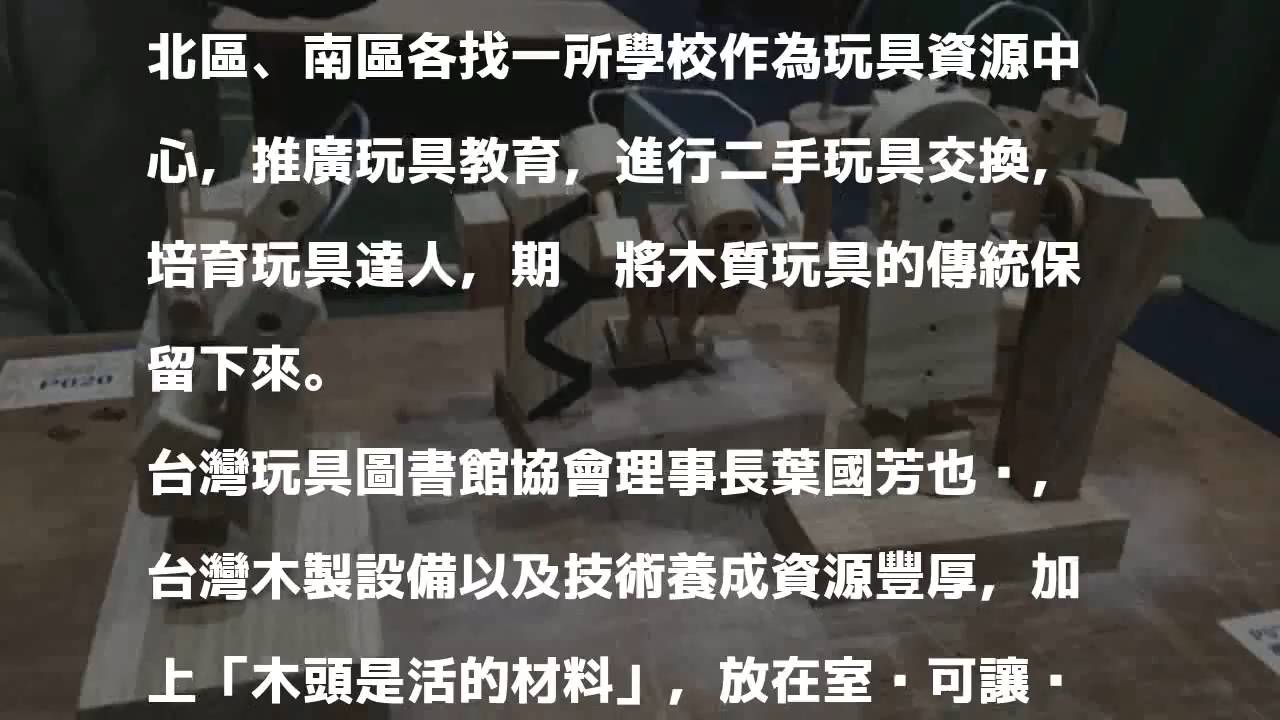 北區、南區各找一所學校作為玩具資源中
心，推廣玩具教育，進行二手玩具交換，
培育玩具達人，期　將木質玩具的傳統保
留下來。
台灣玩具圖書館協會理事長葉國芳也·，
台灣木製設備以及技術養成資源豐厚，加
上「木頭是活的材料」，放在室·可讓·